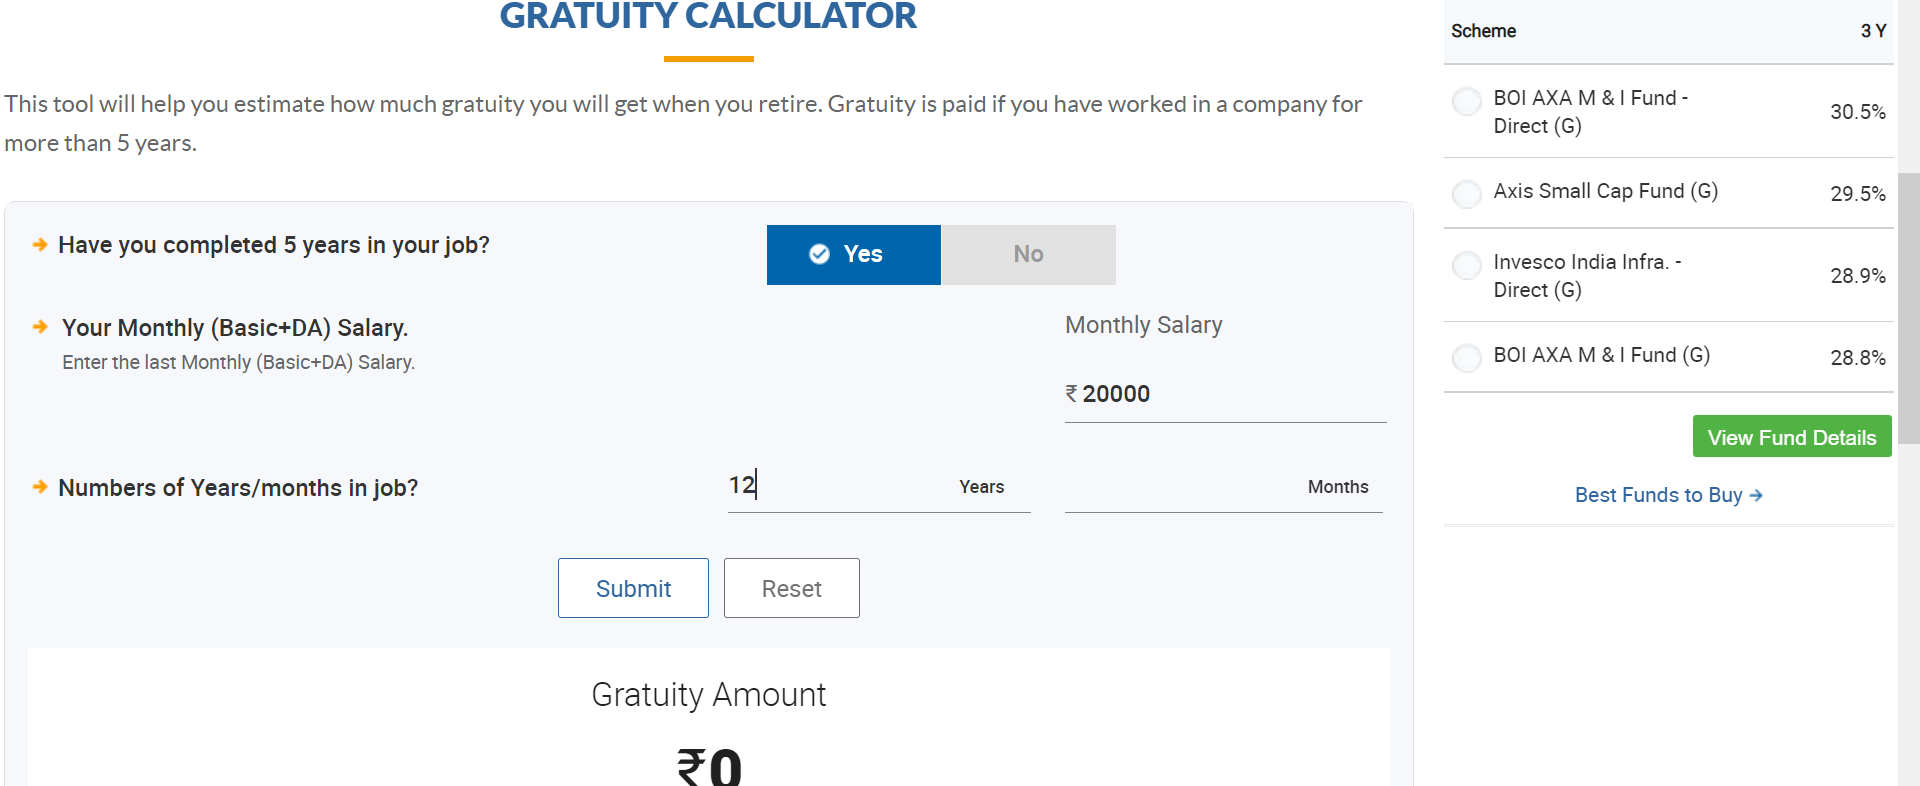 GRATUITY CALCULATOR
This tool will help you estimate how much gratuity you will get when you retire. Gratuity is paid if you have worked in a company for
more than 5 years.
Have you completed 5 years in your job?
Yes
No
Your Monthly (Basic+DA) Salary.
Enter the last Monthly (Basic+DA) Salary.
Monthly Salary
₹ 20000
Numbers of Years/months in job?
12 Years
Months
Submit
Reset
Gratuity Amount
₹0
Scheme 3 Y
BOI AXA M & I Fund -
Direct (G)
30.5%
Axis Small Cap Fund (G) 29.5%
Invesco India Infra. -
Direct (G)
28.9%
BOI AXA M & I Fund (G) 28.8%
View Fund Details
Best Funds to Buy →